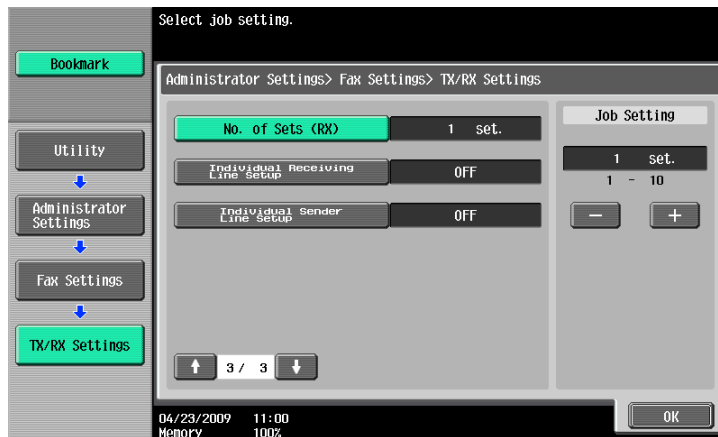 Select job setting.
Bookmark
Administrator Settings> Fax Settings> TX/RX Settings
Utility
Administrator
Settings
Fax Settings
TX/RX Settings
No. of Sets (RX)
1 set.
Individual Receiving
Line Setup
OFF
Individual Sender
Line Setup
OFF
3/ 3
Job Setting
1 set.
1 - 10
− +
04/23/2009 11:00
Memory 100%
OK